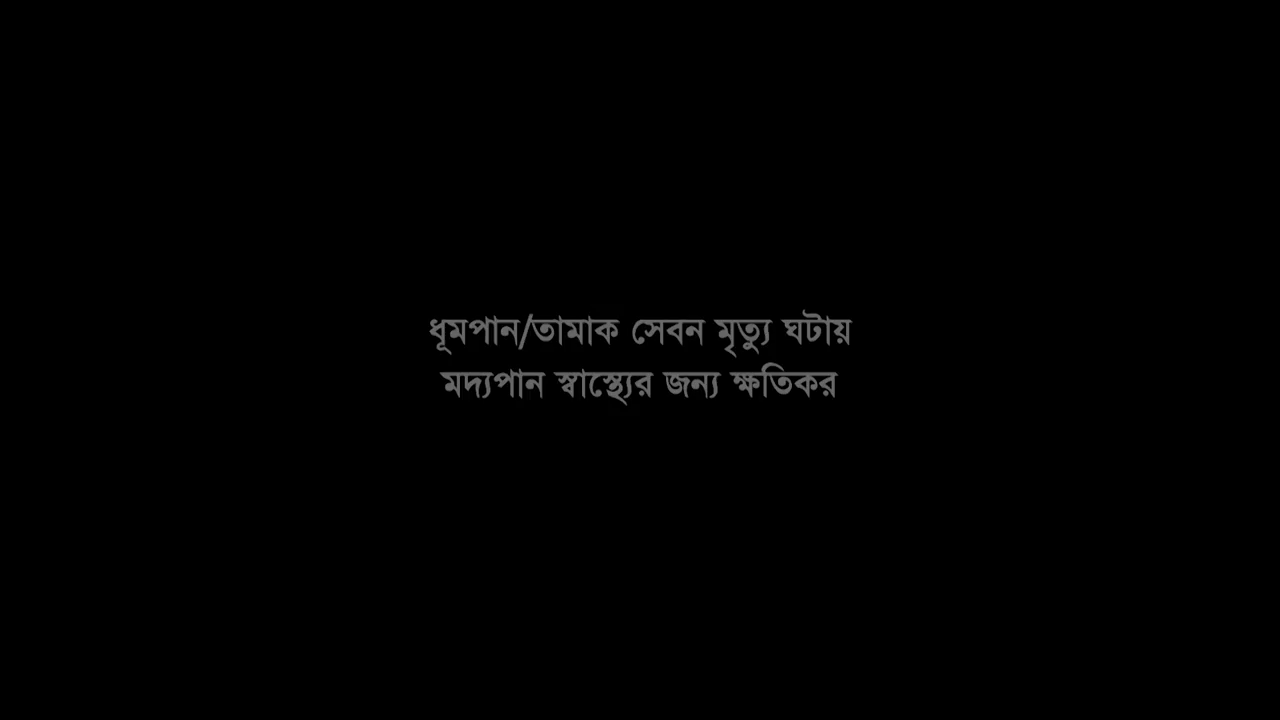 ধূমপান/তামাক সেবন মৃত্যু ঘটায়
মদ্যপান স্বাস্থ্যের জন্য ক্ষতিকর